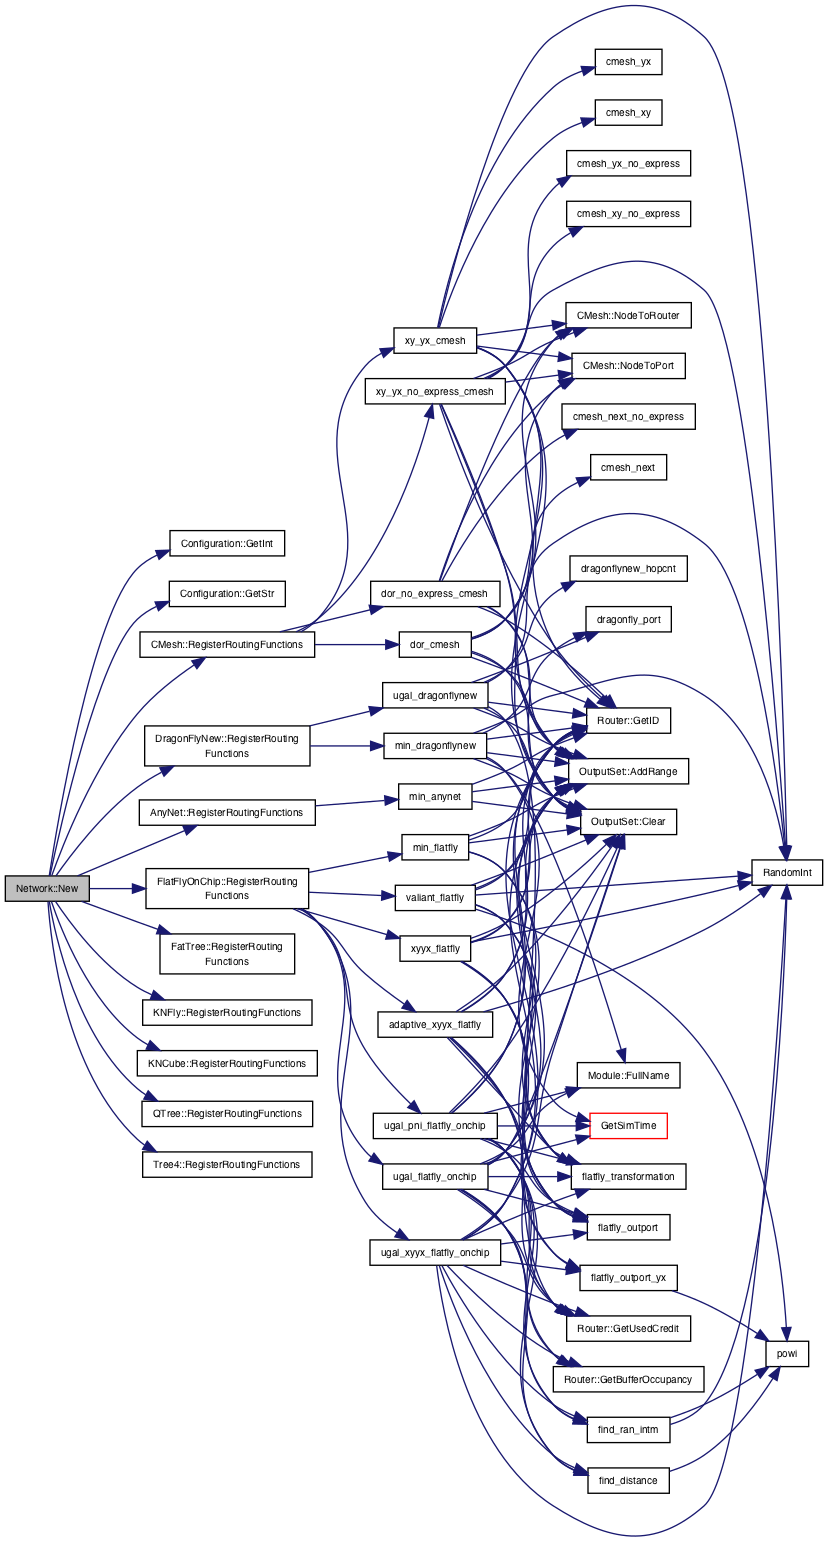 Network::New
Configuration::GetInt
Configuration::GetStr
CMesh::RegisterRoutingFunctions
DragonFlyNew::RegisterRouting
Functions
AnyNet::RegisterRoutingFunctions
FlatFlyOnChip::RegisterRouting
Functions
FatTree::RegisterRouting
Functions
KNFly::RegisterRoutingFunctions
KNCube::RegisterRoutingFunctions
QTree::RegisterRoutingFunctions
Tree4::RegisterRoutingFunctions
xy_yx_cmesh
xy_yx_no_express_cmesh
dor_no_express_cmesh
dor_cmesh
ugal_dragonflynew
min_dragonflynew
min_anynet
min_flatfly
valiant_flatfly
xyyx_flatfly
adaptive_xyyx_flatfly
ugal_pni_flatfly_onchip
ugal_flatfly_onchip
ugal_xyyx_flatfly_onchip
cmesh_yx
cmesh_xy
cmesh_yx_no_express
cmesh_xy_no_express
CMesh::NodeToRouter
CMesh::NodeToPort
cmesh_next_no_express
cmesh_next
dragonflynew_hopcnt
dragonfly_port
Router::GetID
OutputSet::AddRange
OutputSet::Clear
Module::FullName
GetSimTime
flatfly_transformation
flatfly_outport
flatfly_outport_yx
Router::GetUsedCredit
Router::GetBufferOccupancy
find_ran_intm
find_distance
RandomInt
powi